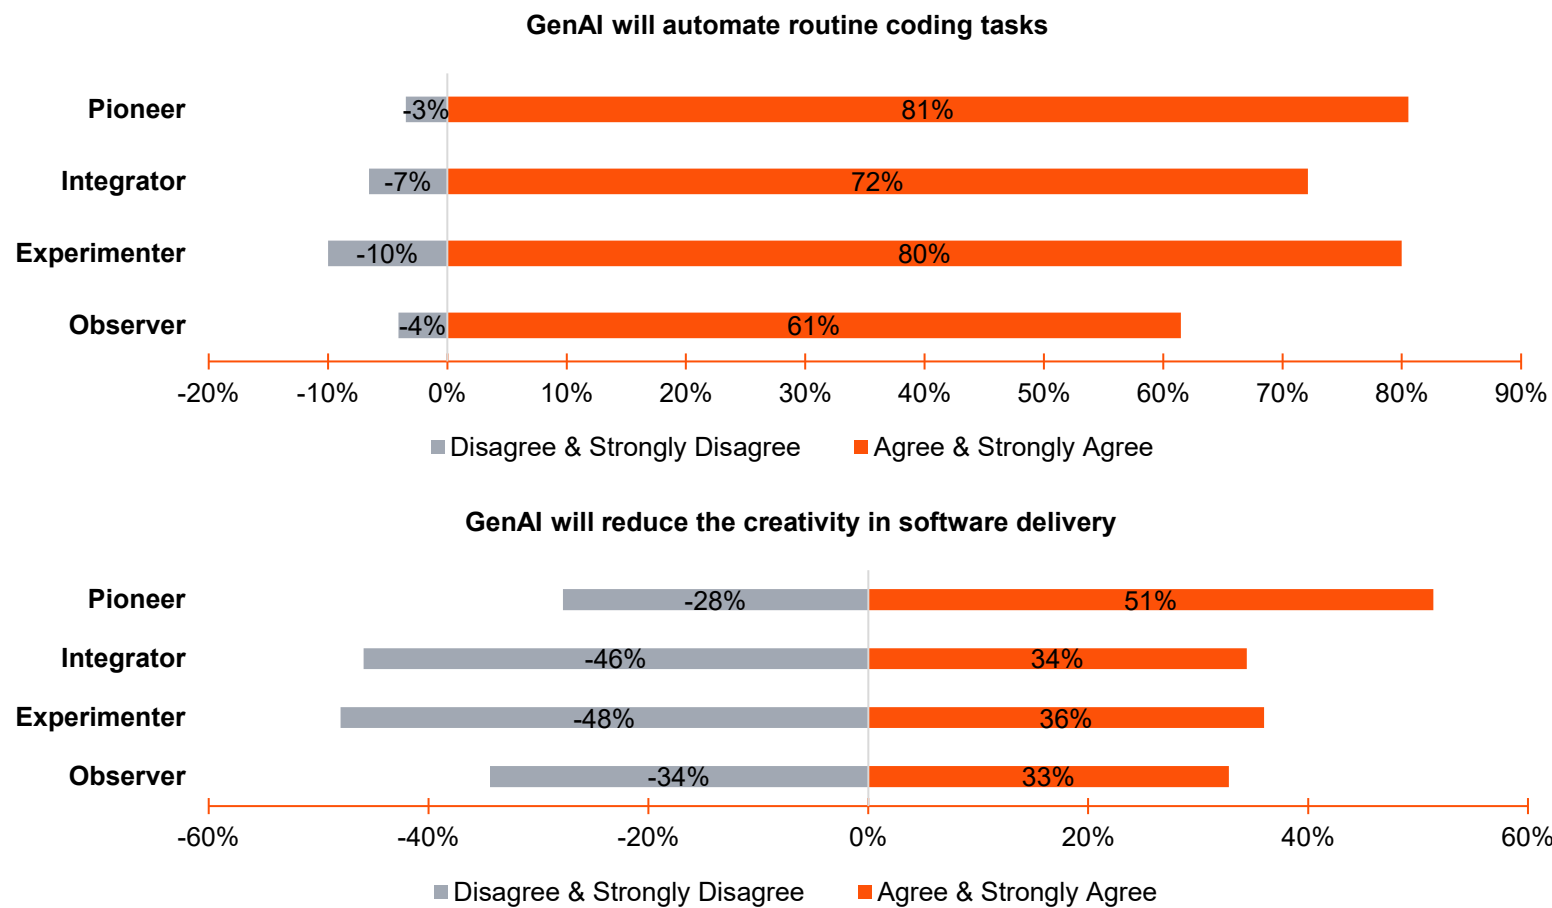 GenAI will automate routine coding tasks
Pioneer -3% 81%
Integrator -7% 72%
Experimenter -10% 80%
Observer -4% 61%
-20% -10% 0% 10% 20% 30% 40% 50% 60% 70% 80% 90%
Disagree & Strongly Disagree Agree & Strongly Agree
GenAI will reduce the creativity in software delivery
Pioneer -28% 51%
Integrator -46% 34%
Experimenter -48% 36%
Observer -34% 33%
-60% -40% -20% 0% 20% 40% 60%
Disagree & Strongly Disagree Agree & Strongly Agree